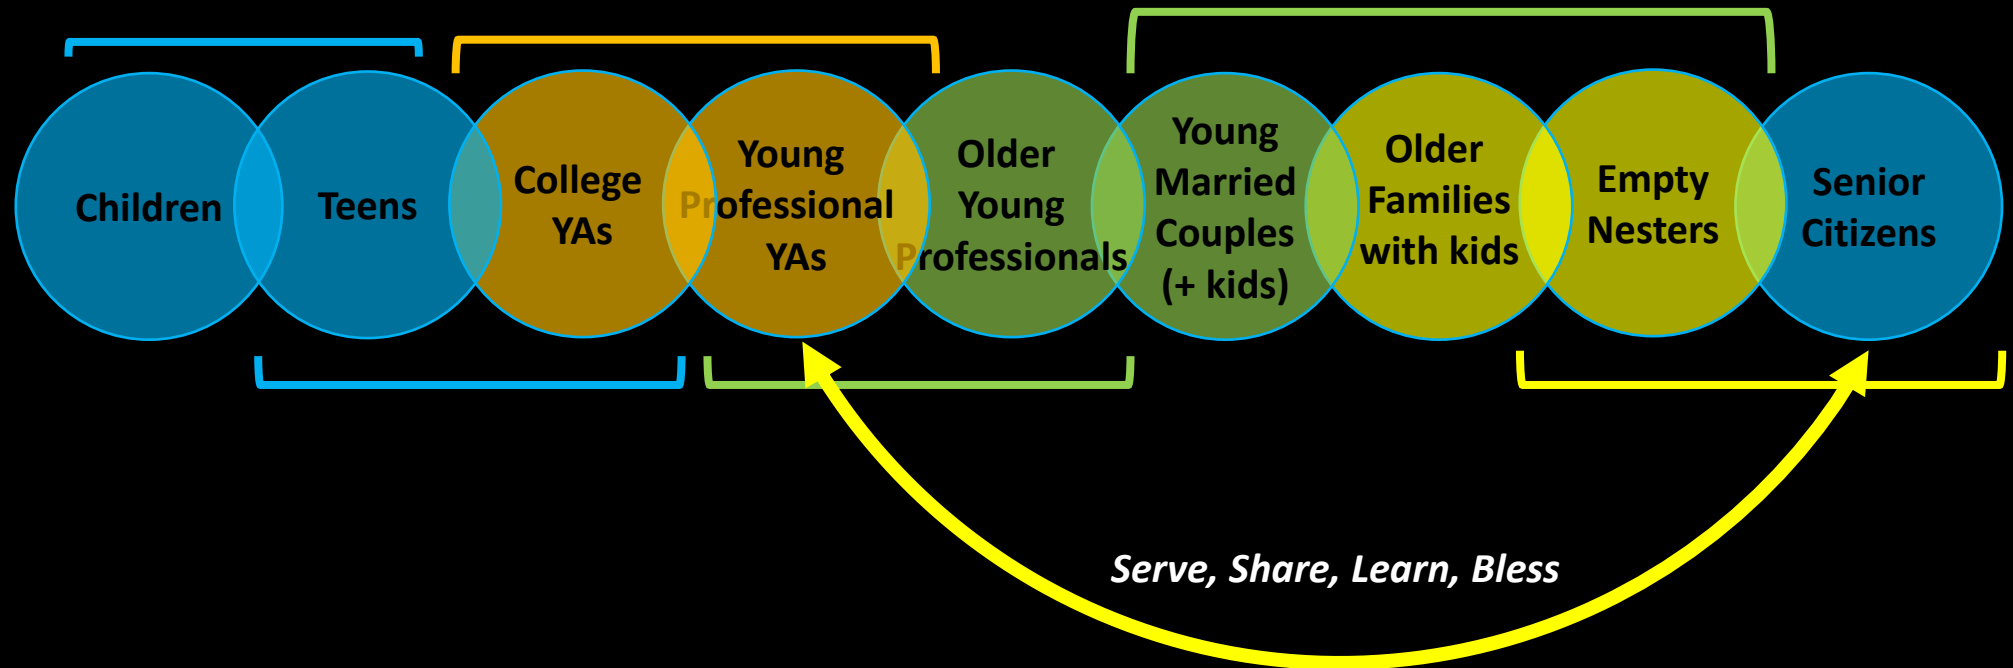 Children
Teens
College
YAs
Young
Professional
YAs
Older
Young
Professionals
Young
Married
Couples
(+ kids)
Older
Families
with kids
Empty
Nesters
Senior
Citizens
Serve, Share, Learn, Bless